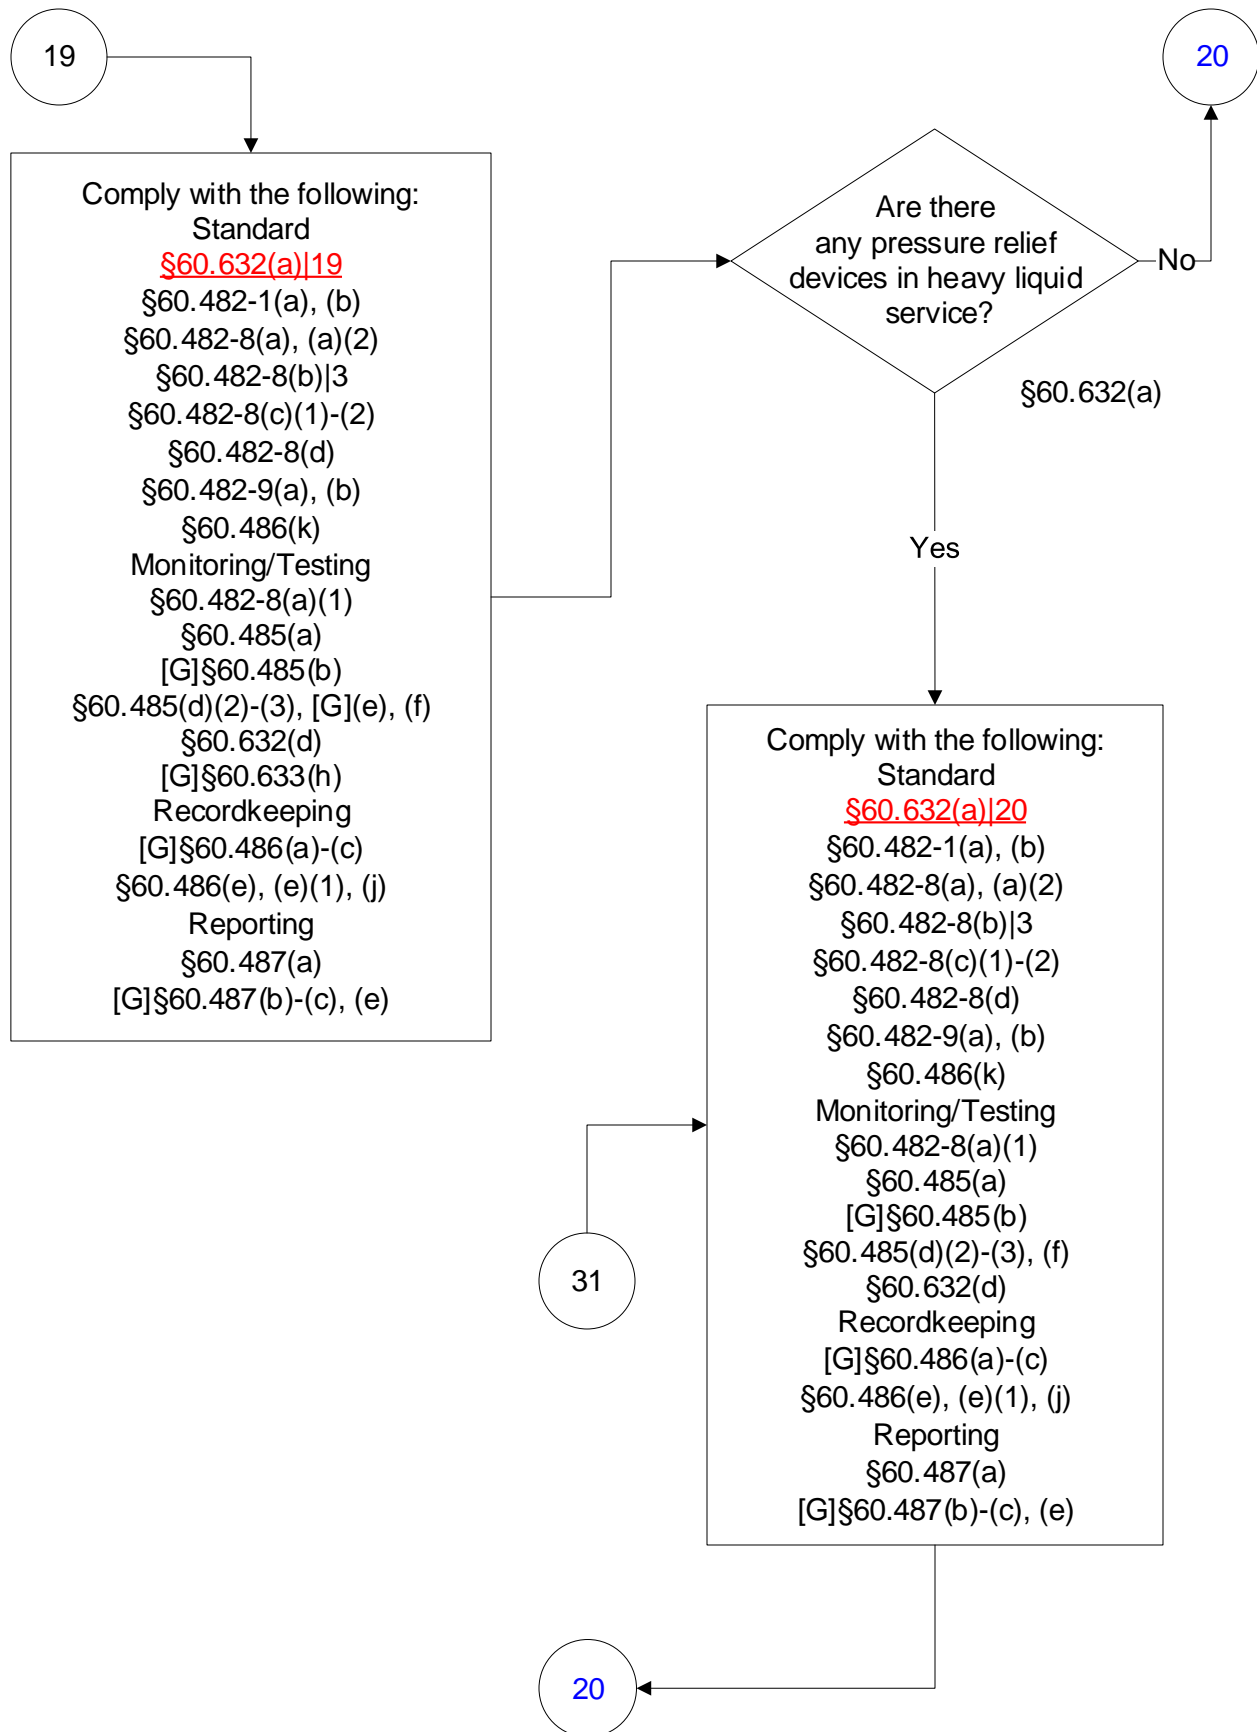 19
20
Comply with the following:
Standard
§60.632(a)|19
§60.482-1(a), (b)
§60.482-8(a), (a)(2)
§60.482-8(b)|3
§60.482-8(c)(1)-(2)
§60.482-8(d)
§60.482-9(a), (b)
§60.486(k)
Monitoring/Testing
§60.482-8(a)(1)
§60.485(a)
[G]§60.485(b)
§60.485(d)(2)-(3), [G](e), (f)
§60.632(d)
[G]§60.633(h)
Recordkeeping
[G]§60.486(a)-(c)
§60.486(e), (e)(1), (j)
Reporting
§60.487(a)
[G]§60.487(b)-(c), (e)
Are there
any pressure relief
devices in heavy liquid
service?
No
§60.632(a)
Yes
Comply with the following:
Standard
§60.632(a)|20
§60.482-1(a), (b)
§60.482-8(a), (a)(2)
§60.482-8(b)|3
§60.482-8(c)(1)-(2)
§60.482-8(d)
§60.482-9(a), (b)
§60.486(k)
Monitoring/Testing
§60.482-8(a)(1)
§60.485(a)
[G]§60.485(b)
§60.485(d)(2)-(3), (f)
§60.632(d)
Recordkeeping
[G]§60.486(a)-(c)
§60.486(e), (e)(1), (j)
Reporting
§60.487(a)
[G]§60.487(b)-(c), (e)
31
20